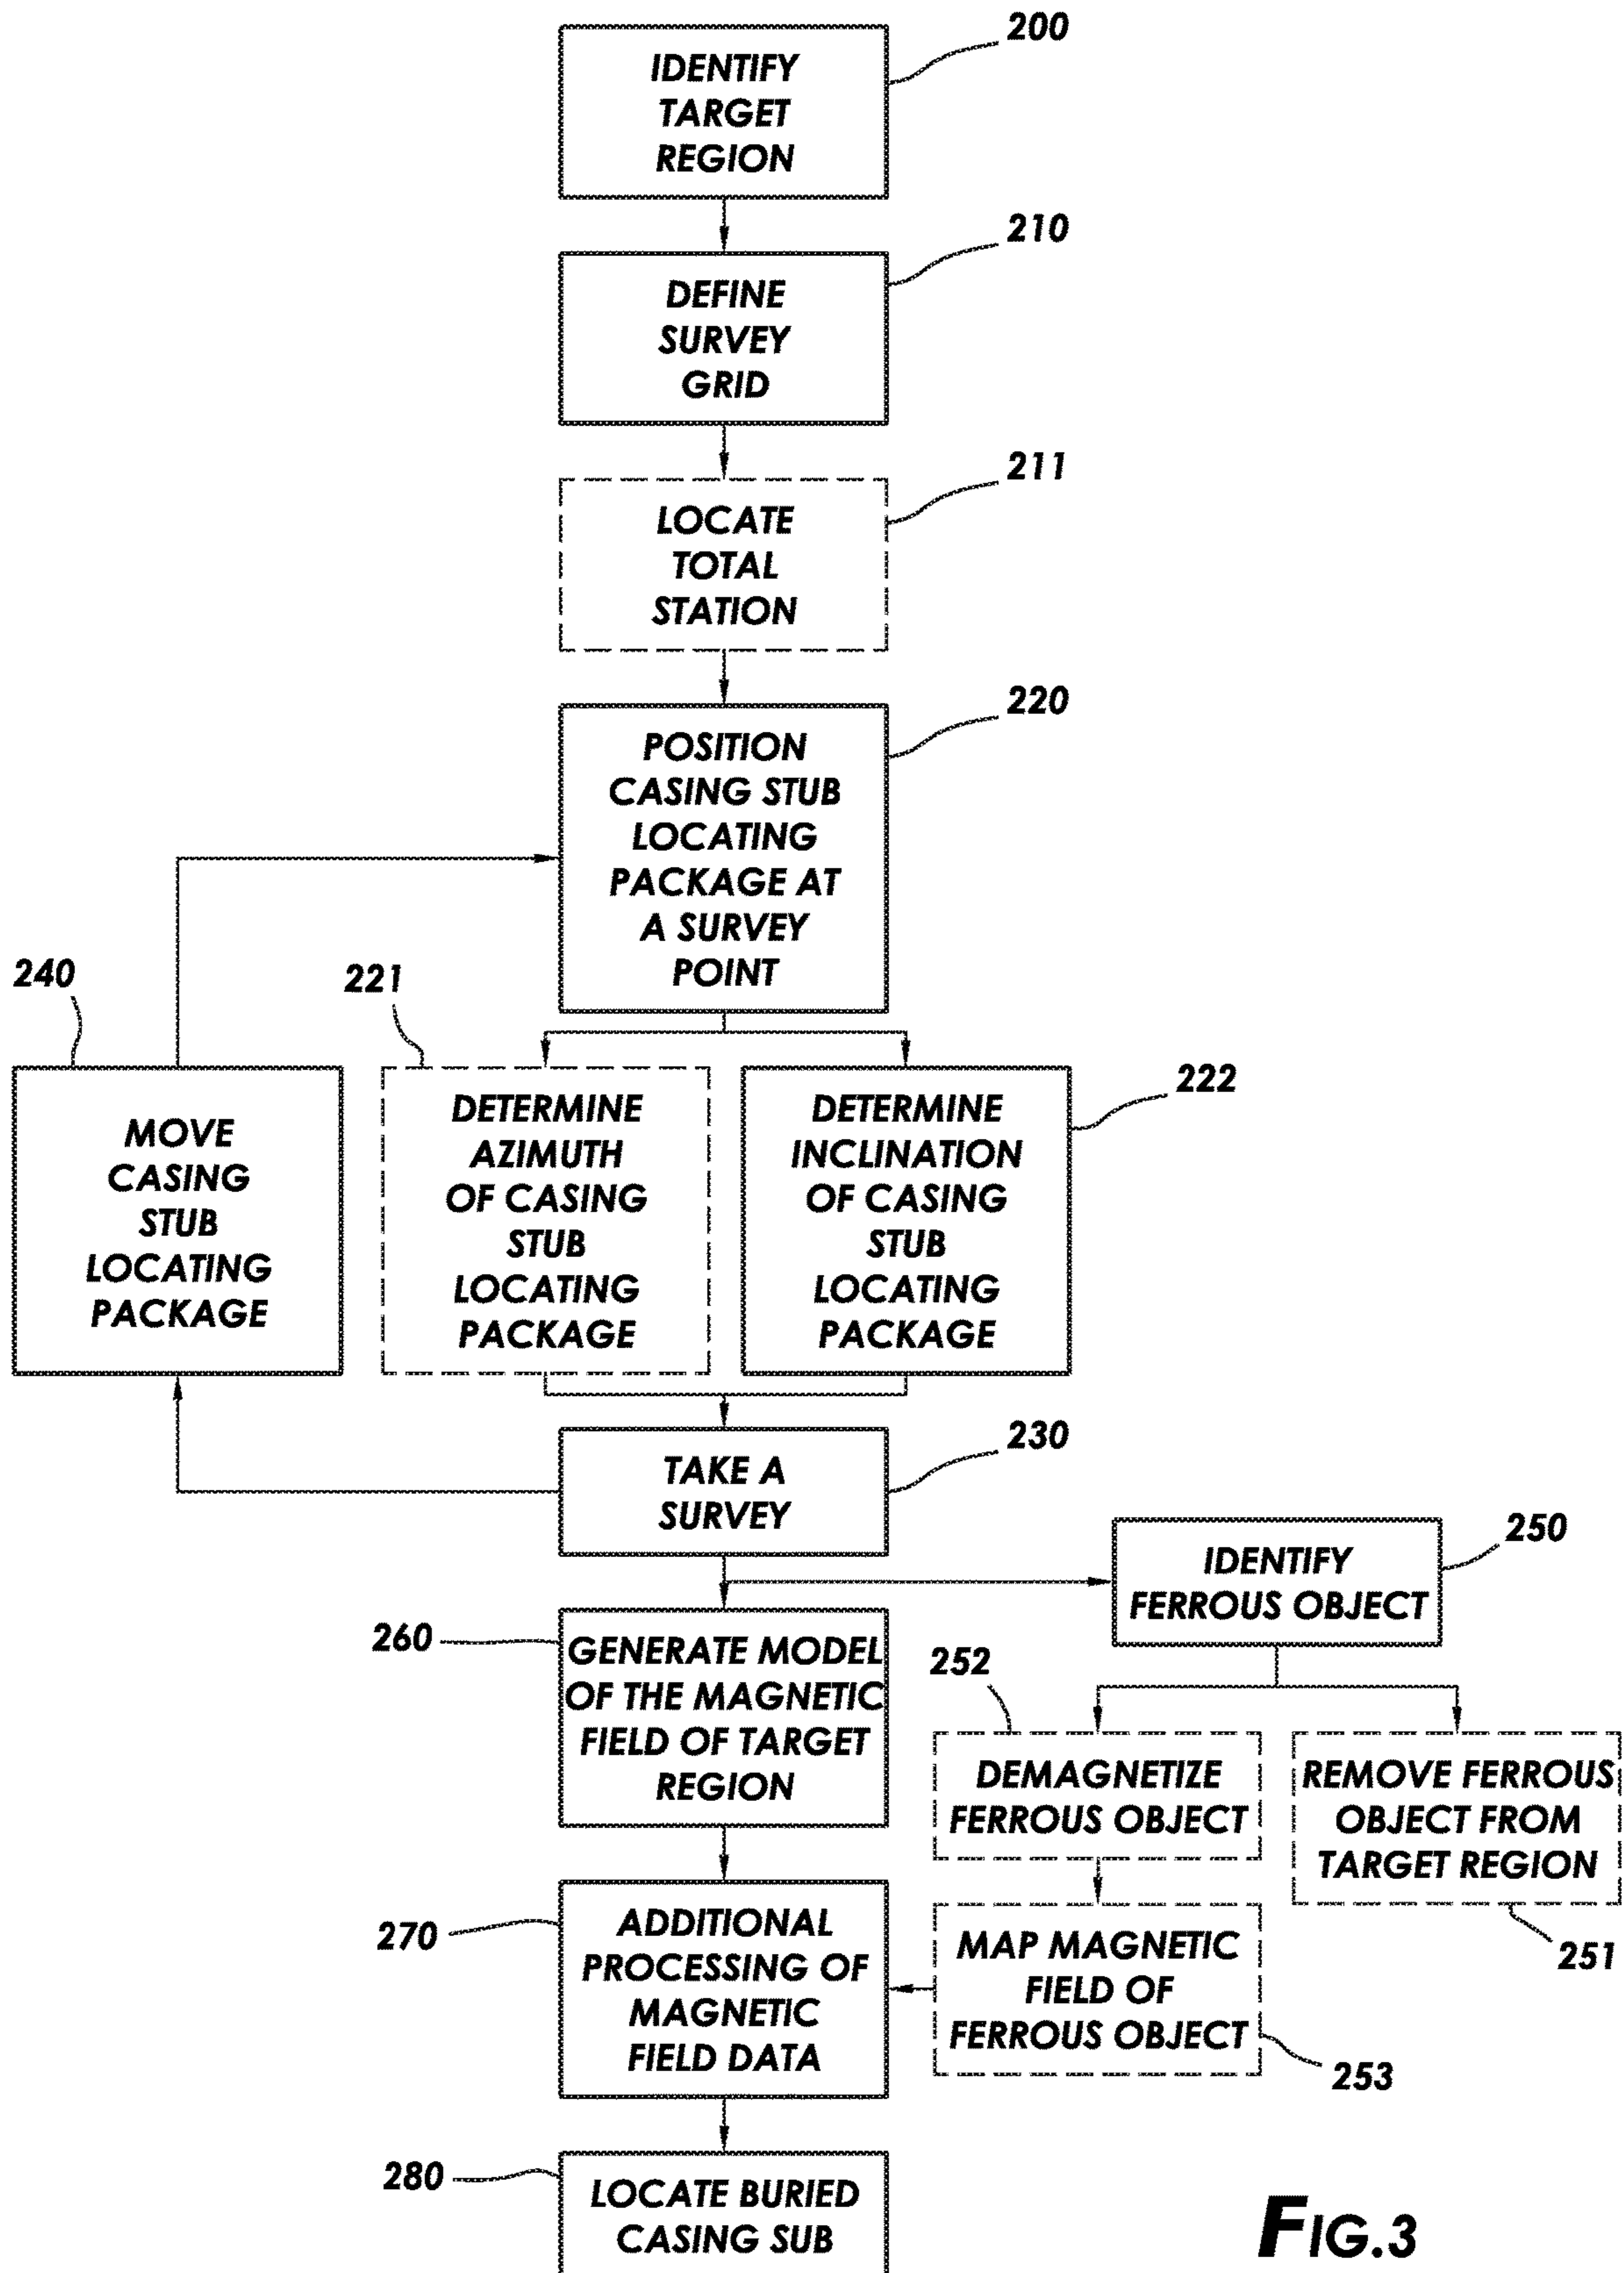 200
IDENTIFY
TARGET
REGION
210
DEFINE
SURVEY
GRID
211
LOCATE
TOTAL
STATION
220
POSITION
CASING STUB
LOCATING
PACKAGE AT
A SURVEY
POINT
240
MOVE
CASING
STUB
LOCATING
PACKAGE
221
DETERMINE
AZIMUTH
OF CASING
STUB
LOCATING
PACKAGE
222
DETERMINE
INCLINATION
OF CASING
STUB
LOCATING
PACKAGE
230
TAKE A
SURVEY
250
IDENTIFY
FERROUS OBJECT
260
GENERATE MODEL
OF THE MAGNETIC
FIELD OF TARGET
REGION
252
DEMAGNETIZE
FERROUS OBJECT
REMOVE FERROUS
OBJECT FROM
TARGET REGION
251
270
ADDITIONAL
PROCESSING OF
MAGNETIC
FIELD DATA
MAP MAGNETIC
FIELD OF
FERROUS OBJECT
253
280
LOCATE BURIED
CASING SUB
FIG.3